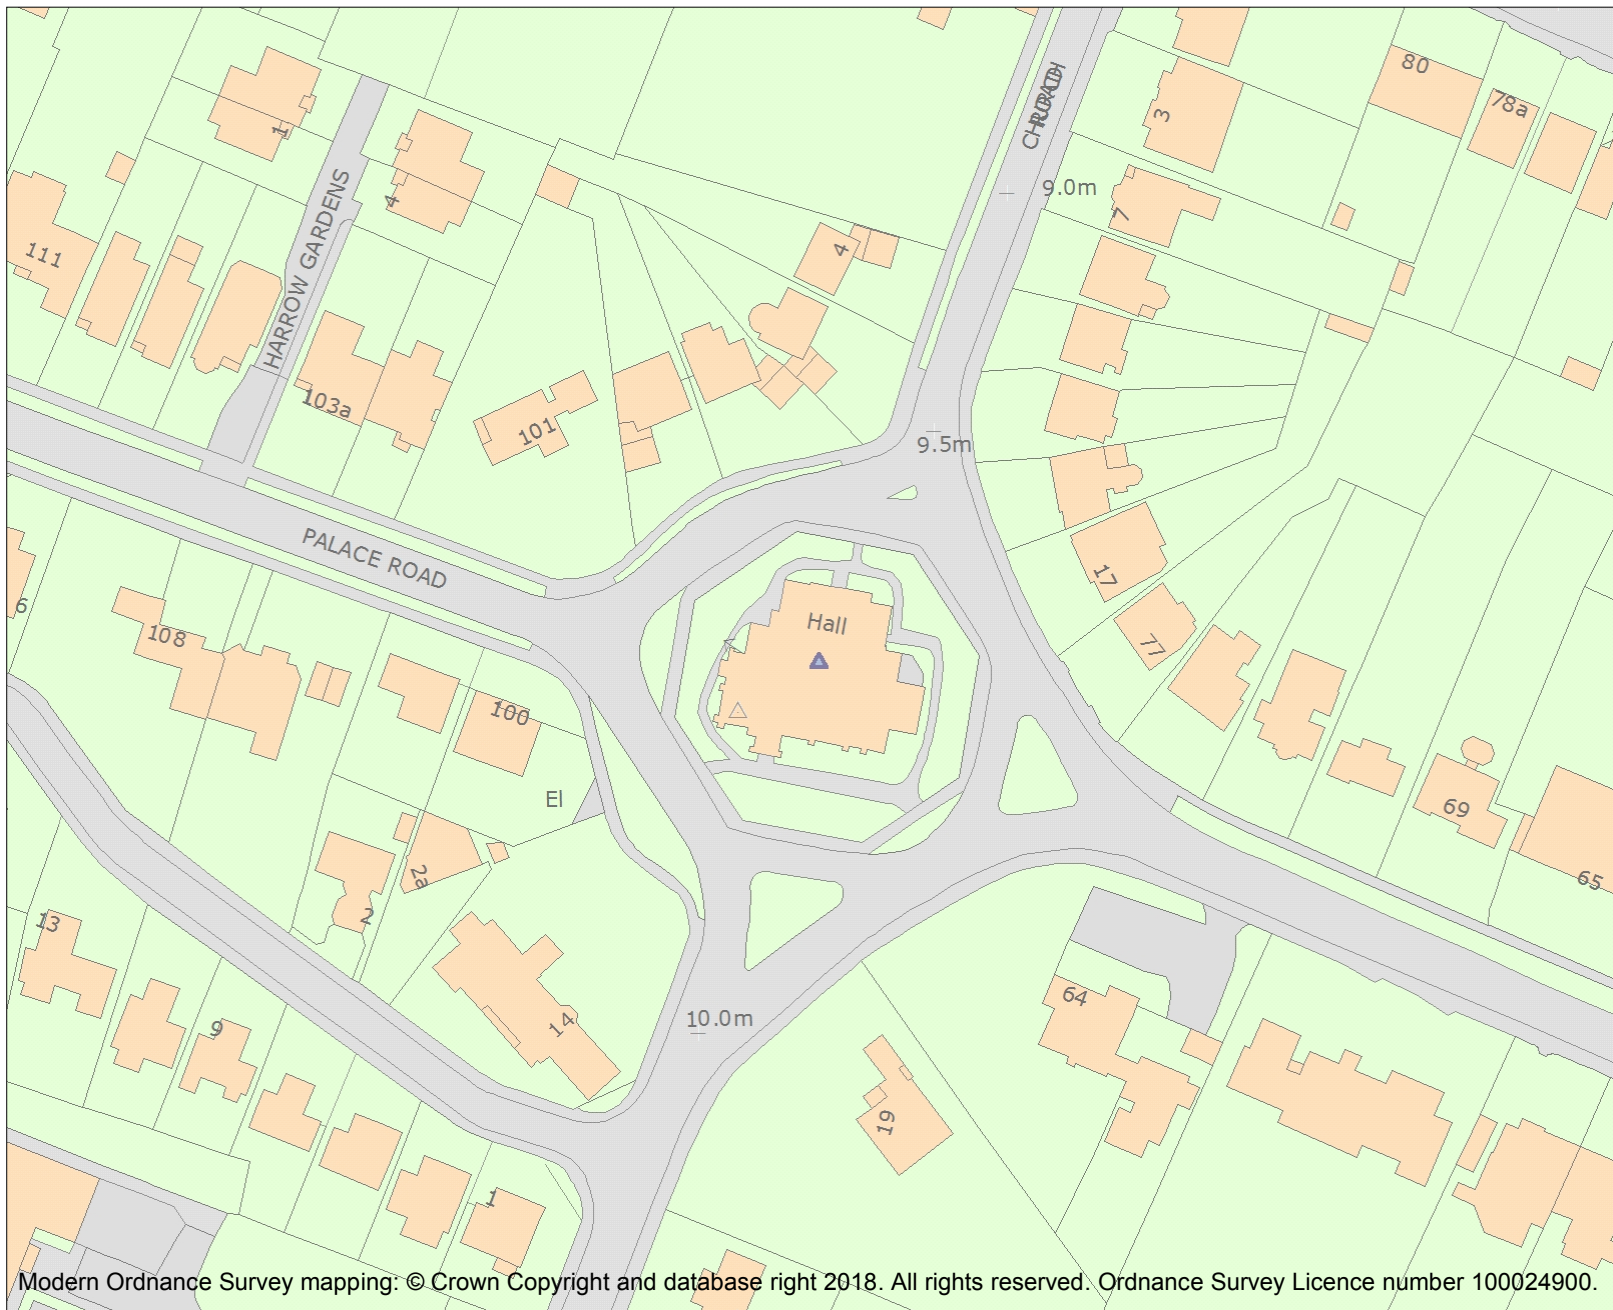 80
78a
3
CHURCH
ROAD
1
9.0m
4
HARROW GARDENS
7
111
4
103a
101
9.5m
PALACE ROAD
17
6
Hall
108
77
100
El
69
2a
65
2
13
64
10.0m
14
9
19
1
Modern Ordnance Survey mapping: © Crown Copyright and database right 2018. All rights reserved. Ordnance Survey Licence number 100024900.